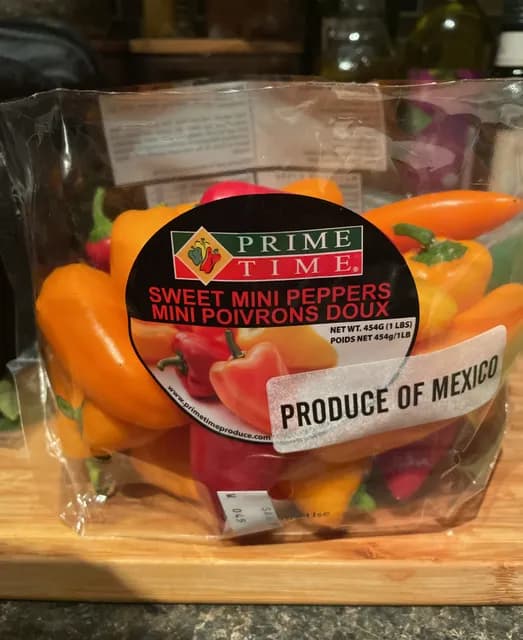 PRIME
TIME®
SWEET MINI PEPPERS
MINI POIVRONS DOUX
NET WT. 454G (1 LBS)
POIDS NET 454g/1LB
www.primetimeproduce.com
PRODUCE OF MEXICO